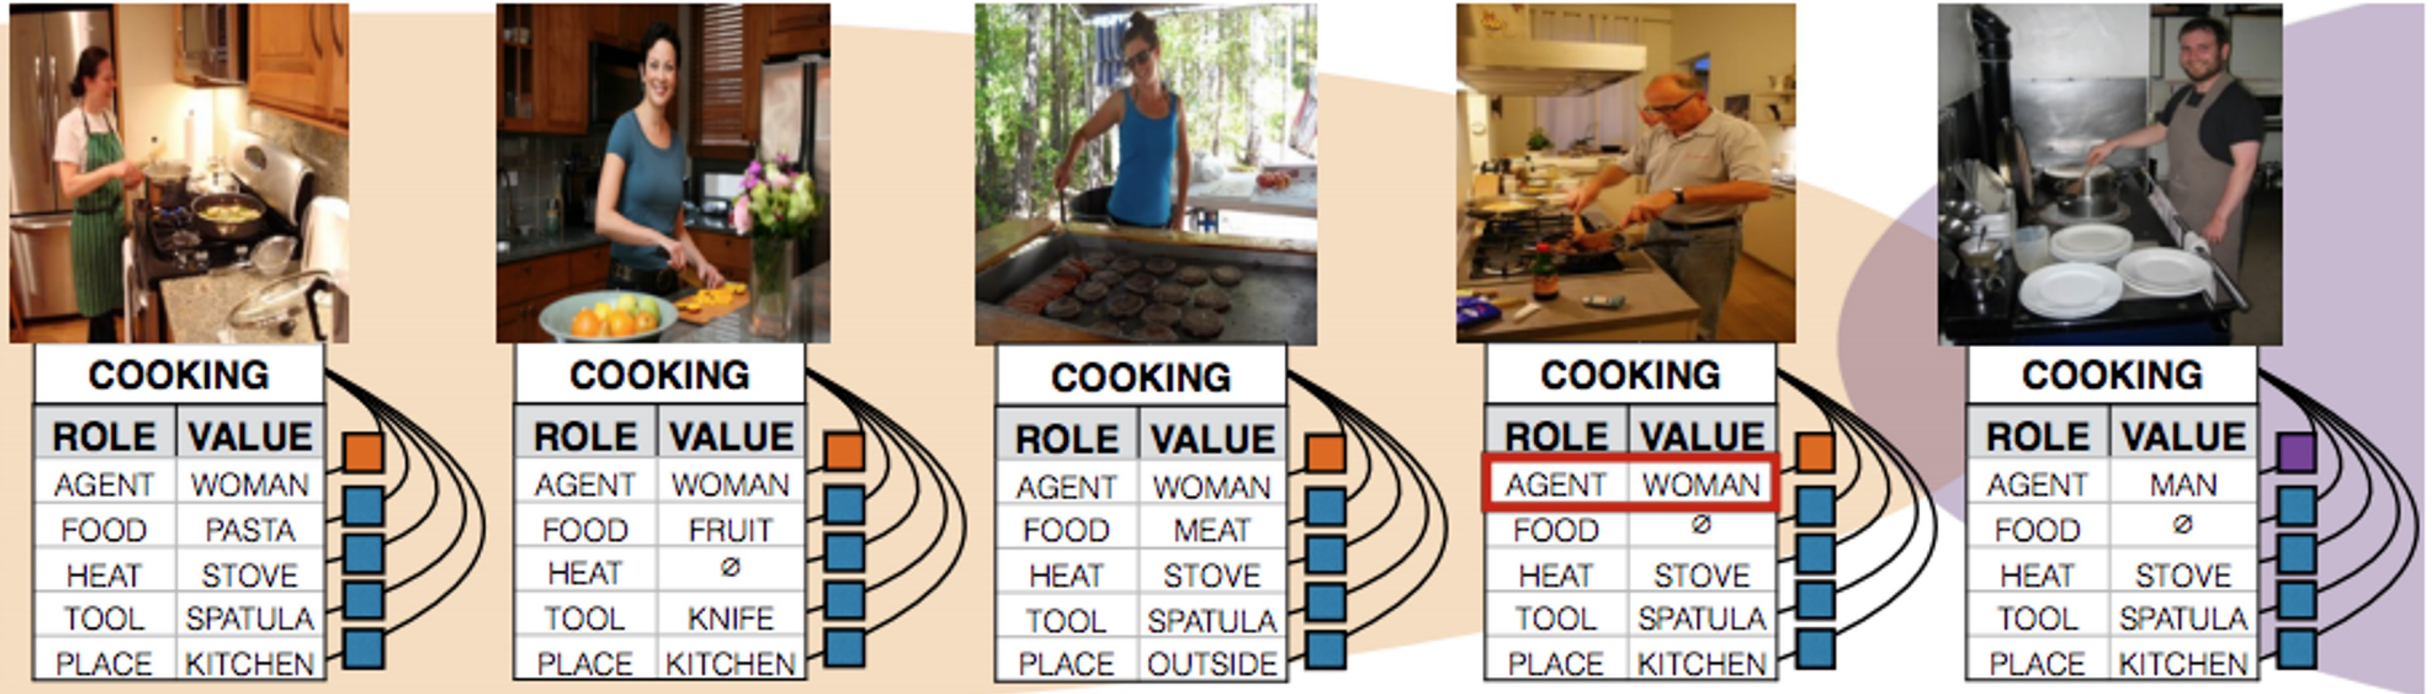 COOKING
ROLE VALUE
AGENT WOMAN
FOOD PASTA
HEAT STOVE
TOOL SPATULA
PLACE KITCHEN
COOKING
ROLE VALUE
AGENT WOMAN
FOOD FRUIT
HEAT ∅
TOOL KNIFE
PLACE KITCHEN
COOKING
ROLE VALUE
AGENT WOMAN
FOOD MEAT
HEAT STOVE
TOOL SPATULA
PLACE OUTSIDE
COOKING
ROLE VALUE
AGENT WOMAN
FOOD ∅
HEAT STOVE
TOOL SPATULA
PLACE KITCHEN
COOKING
ROLE VALUE
AGENT MAN
FOOD ∅
HEAT STOVE
TOOL SPATULA
PLACE KITCHEN